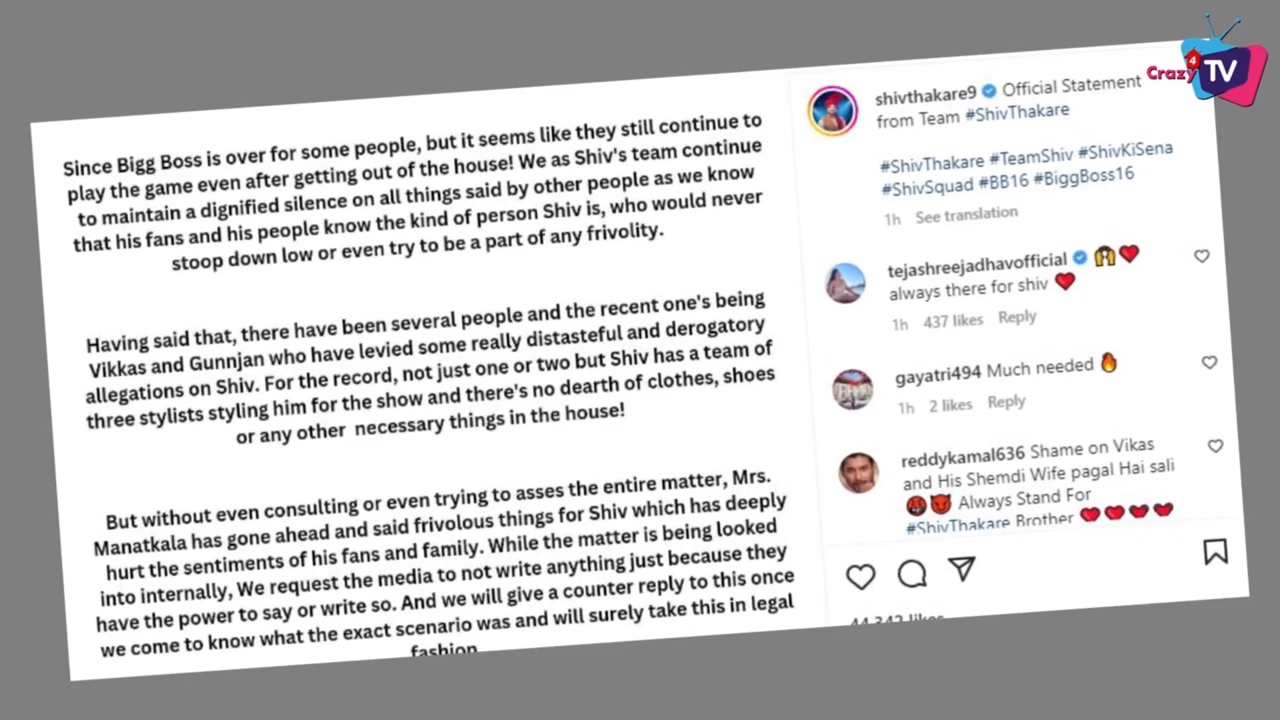 Since Bigg Boss is over for some people, but it seems like they still continue to
play the game even after getting out of the house! We as Shiv's team continue
to maintain a dignified silence on all things said by other people as we know
that his fans and his people know the kind of person Shiv is, who would never
stoop down low or even try to be a part of any frivolity.
Having said that, there have been several people and the recent one's being
Vikkas and Gunnjan who have levied some really distasteful and derogatory
allegations on Shiv. For the record, not just one or two but Shiv has a team of
three stylists styling him for the show and there's no dearth of clothes, shoes
or any other necessary things in the house!
But without even consulting or even trying to asses the entire matter, Mrs.
Manatkala has gone ahead and said frivolous things for Shiv which has deeply
hurt the sentiments of his fans and family. While the matter is being looked
into internally, We request the media to not write anything just because they
have the power to say or write so. And we will give a counter reply to this once
we come to know what the exact scenario was and will surely take this in legal
fashion
shivthakare9 Official Statement
from Team #ShivThakare
#ShivThakare #TeamShiv #ShivKiSena
#ShivSquad #BB16 #BiggBoss16
1h See translation
tejashreejadhavofficial 🙌❤️
always there for shiv ❤️
1h 437 likes Reply
gayatri494 Much needed 🔥
1h 2 likes Reply
reddykamal636 Shame on Vikas
and His Shemdi Wife pagal Hai sali
🤬😈 Always Stand For
#ShivThakare Brother ❤️❤️❤️❤️
44,342 likes
Crazy 4 TV